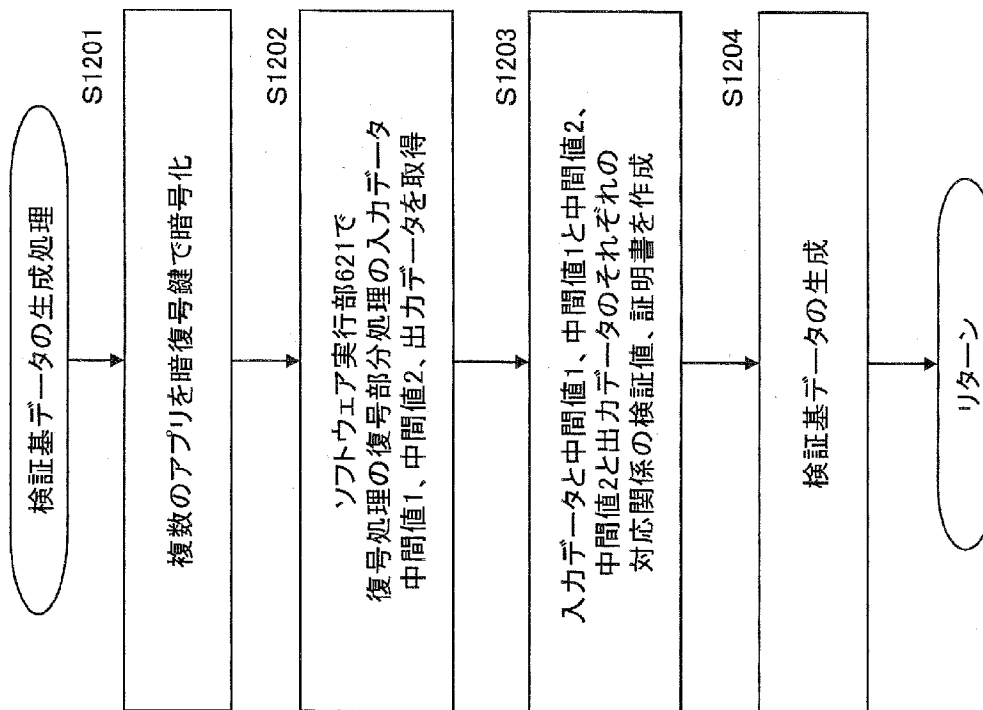 検証基データの生成処理
S1201
複数のアプリを暗復号鍵で暗号化
S1202
ソフトウェア実行部621で
復号処理の復号部分処理の入力データ
中間値1、中間値2、出力データを取得
S1203
入力データと中間値1、中間値1と中間値2、
中間値2と出力データのそれぞれの
対応関係の検証値、証明書を作成
S1204
検証基データの生成
リターン